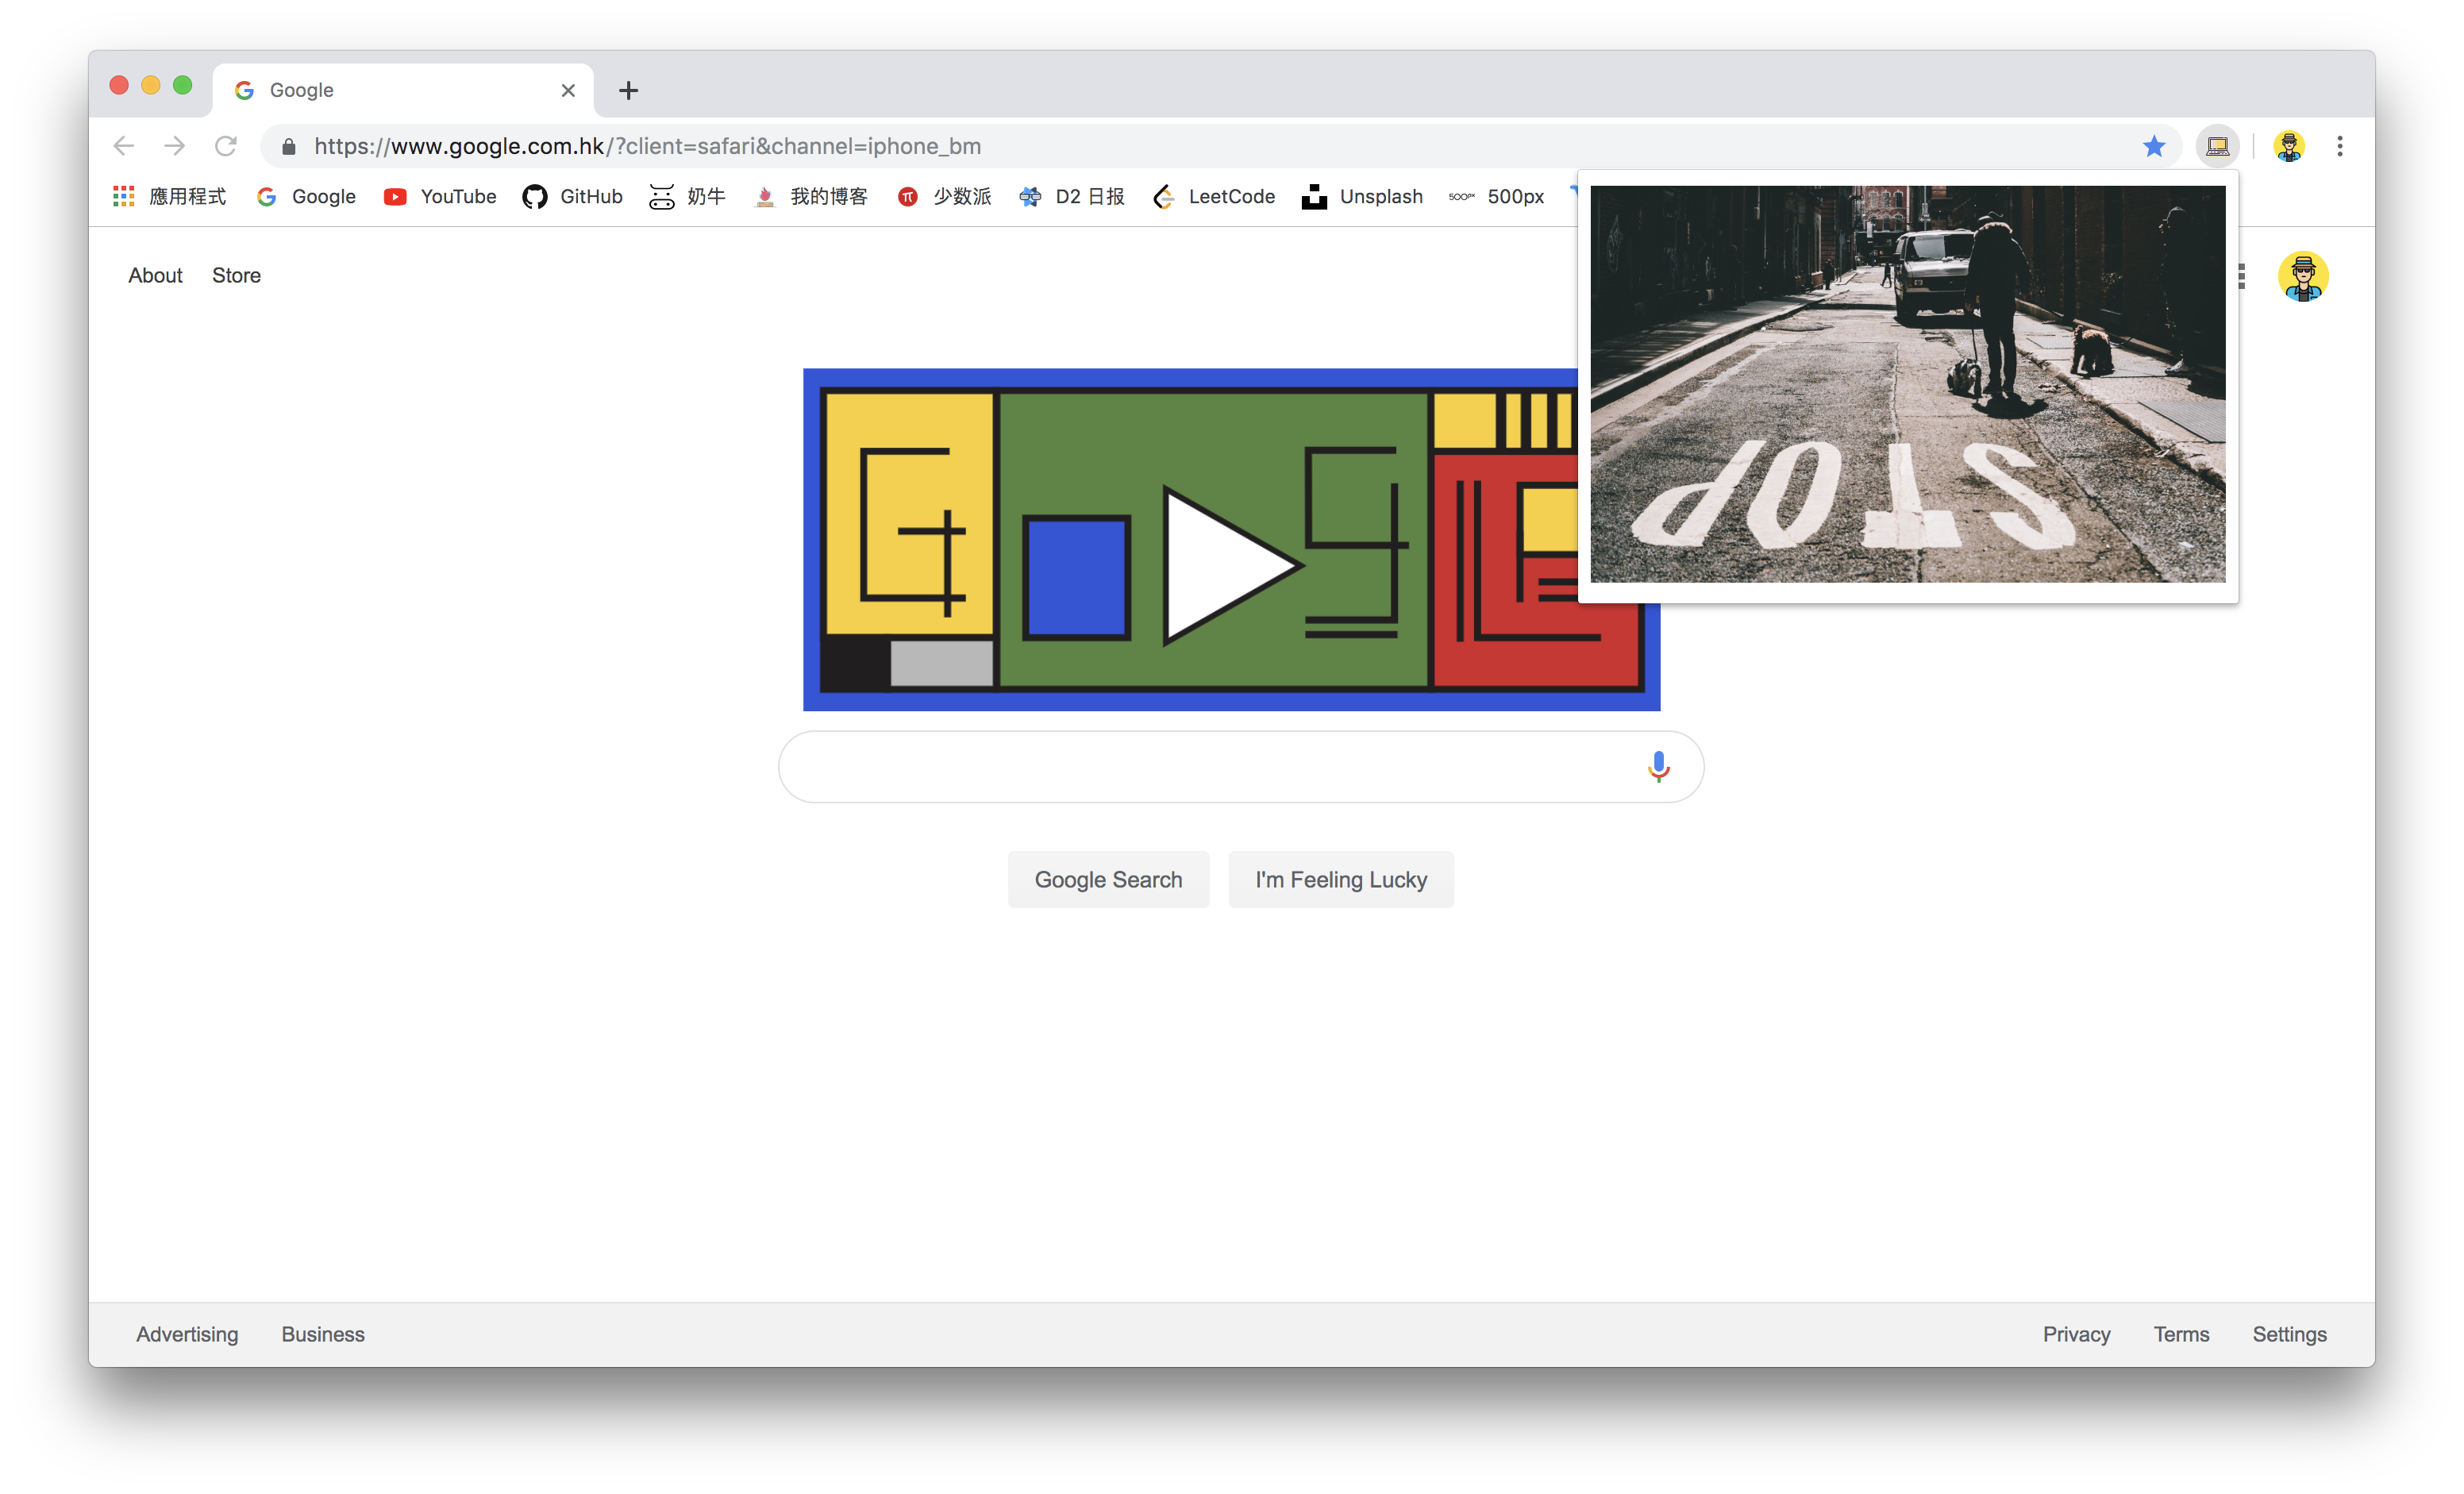 Google
https://www.google.com.hk/?client=safari&channel=iphone_bm
應用程式 Google YouTube GitHub 奶牛 我的博客 少数派 D2 日报 LeetCode Unsplash 500px 500px
About Store
STOP
Google Search I'm Feeling Lucky
Advertising Business Privacy Terms Settings